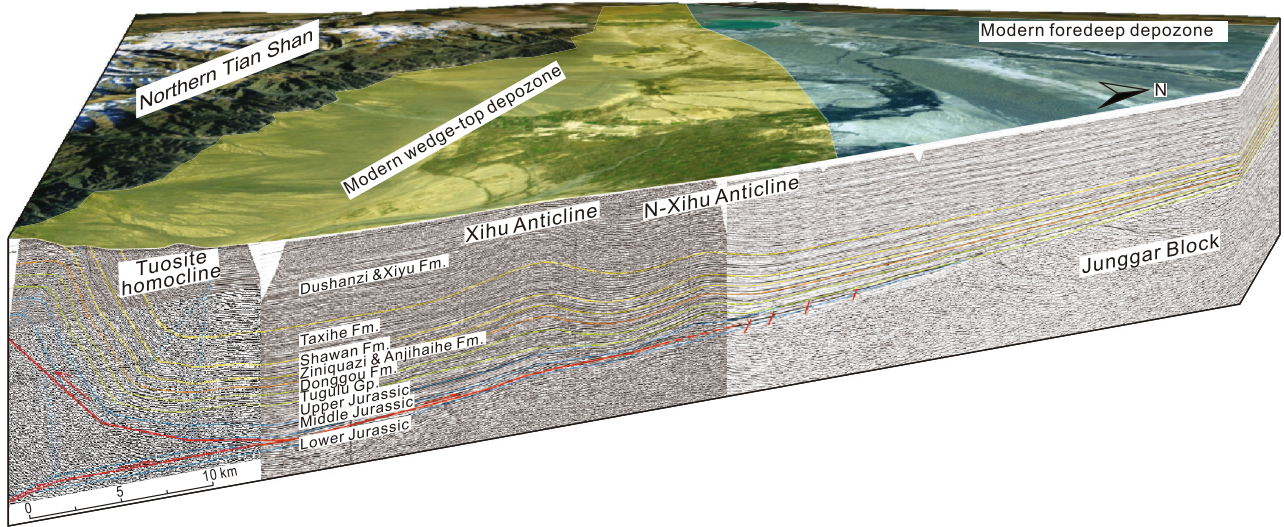 Northern Tian Shan
Modern wedge-top depozone
Modern foredeep depozone
N
Tuosite
homocline
Xihu Anticline
N-Xihu Anticline
Junggar Block
Dushanzi &Xiyu Fm.
Taxihe Fm.
Shawan Fm.
Ziniquazi & Anjihaihe Fm.
Donggou Fm.
Tugulu Gp.
Upper Jurassic
Middle Jurassic
Lower Jurassic
0 5 10 km